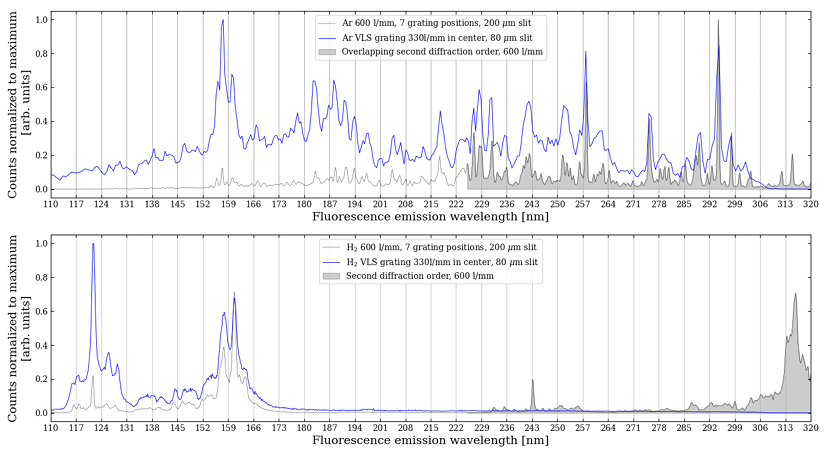 Counts normalized to maximum
[arb. units]
1.0
0.8
0.6
0.4
0.2
0.0
Ar 600 l/mm, 7 grating positions, 200 μm slit
Ar VLS grating 330l/mm in center, 80 μm slit
Overlapping second diffraction order, 600 l/mm
110 117 124 131 138 145 152 159 166 173 180 187 194 201 208 215 222 229 236 243 250 257 264 271 278 285 292 299 306 313 320
Fluorescence emission wavelength [nm]
Counts normalized to maximum
[arb. units]
1.0
0.8
0.6
0.4
0.2
0.0
H₂ 600 l/mm, 7 grating positions, 200 μm slit
H₂ VLS grating 330l/mm in center, 80 μm slit
Second diffraction order, 600 l/mm
110 117 124 131 138 145 152 159 166 173 180 187 194 201 208 215 222 229 236 243 250 257 264 271 278 285 292 299 306 313 320
Fluorescence emission wavelength [nm]